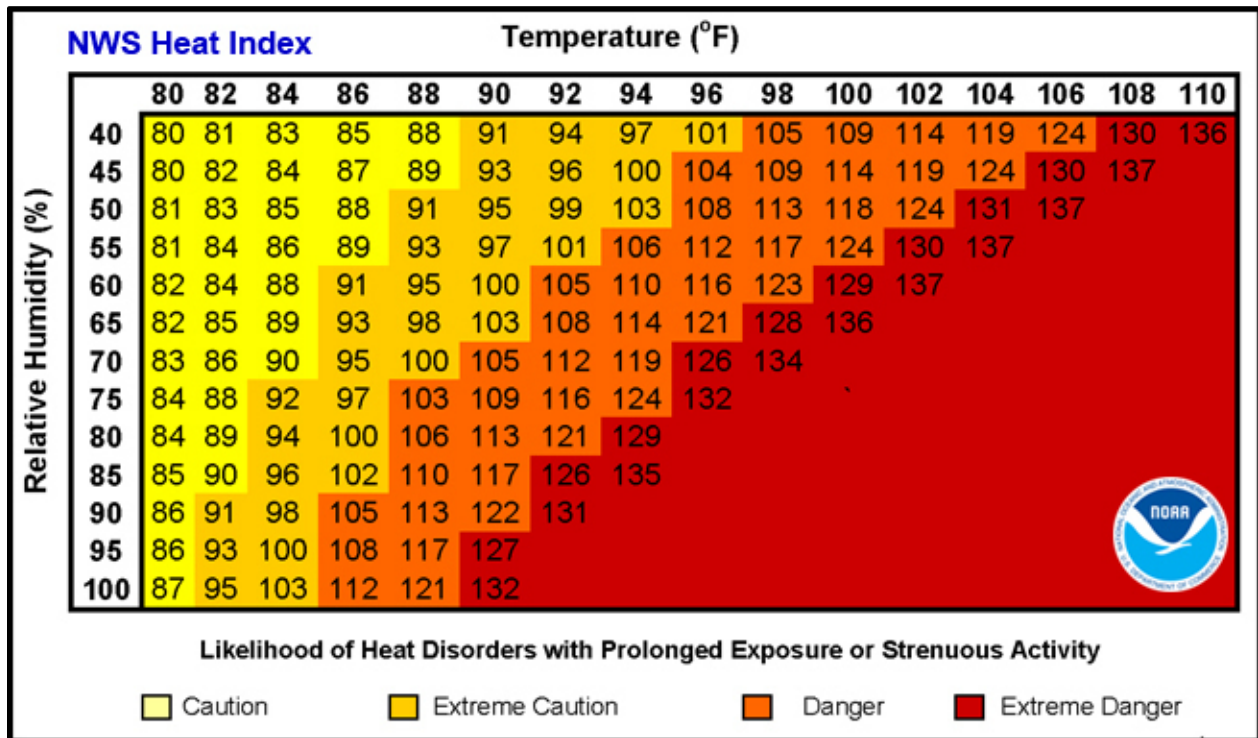 NWS Heat Index
Temperature (°F)
80 82 84 86 88 90 92 94 96 98 100 102 104 106 108 110
Relative Humidity (%)
40 80 81 83 85 88 91 94 97 101 105 109 114 119 124 130 136
45 80 82 84 87 89 93 96 100 104 109 114 119 124 130 137
50 81 83 85 88 91 95 99 103 108 113 118 124 131 137
55 81 84 86 89 93 97 101 106 112 117 124 130 137
60 82 84 88 91 95 100 105 110 116 123 129 137
65 82 85 89 93 98 103 108 114 121 128 136
70 83 86 90 95 100 105 112 119 126 134
75 84 88 92 97 103 109 116 124 132 `
80 84 89 94 100 106 113 121 129
85 85 90 96 102 110 117 126 135
90 86 91 98 105 113 122 131
95 86 93 100 108 117 127
100 87 95 103 112 121 132
NATIONAL OCEANIC AND ATMOSPHERIC ADMINISTRATION
NOAA
U.S. DEPARTMENT OF COMMERCE
Likelihood of Heat Disorders with Prolonged Exposure or Strenuous Activity
Caution Extreme Caution Danger Extreme Danger